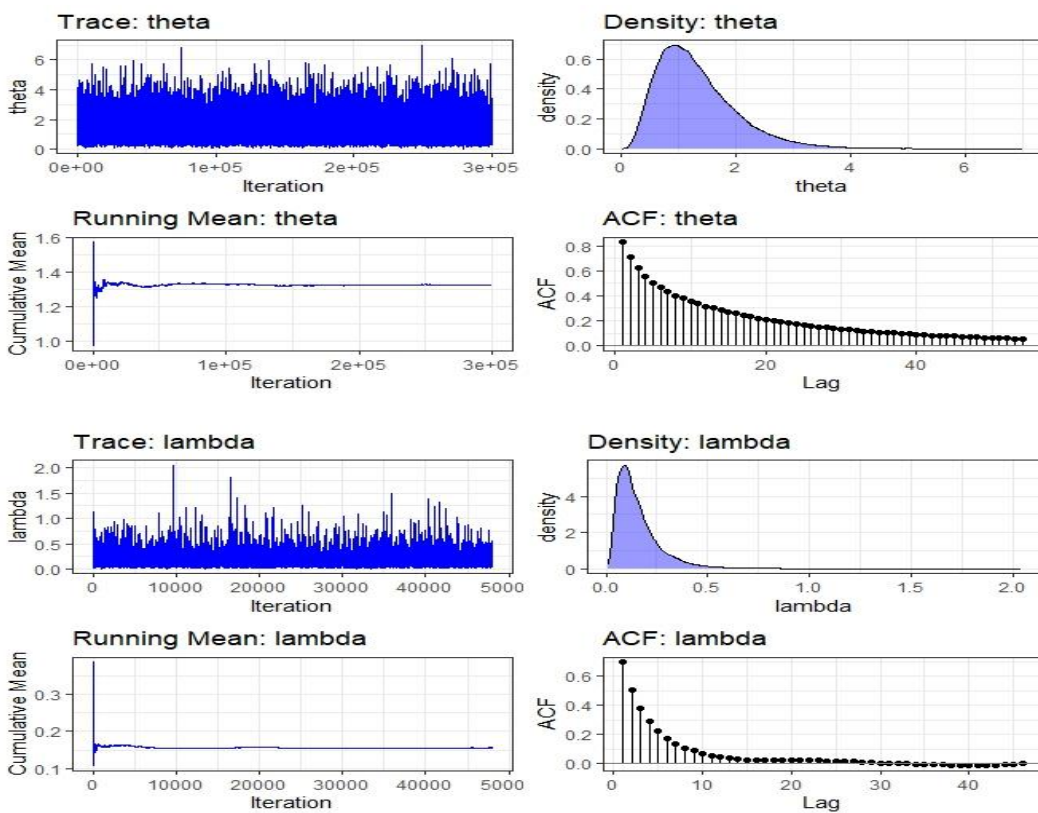 Trace: theta
theta
6
4
2
0
0e+00 1e+05 2e+05 3e+05
Iteration
Density: theta
density
0.6
0.4
0.2
0.0
0 2 4 6
theta
Running Mean: theta
Cumulative Mean
1.6
1.4
1.2
1.0
0e+00 1e+05 2e+05 3e+05
Iteration
ACF: theta
ACF
0.8
0.6
0.4
0.2
0.0
0 20 40
Lag
Trace: lambda
lambda
2.0
1.5
1.0
0.5
0.0
0 10000 20000 30000 40000 50000
Iteration
Density: lambda
density
4
2
0
0.0 0.5 1.0 1.5 2.0
lambda
Running Mean: lambda
Cumulative Mean
0.3
0.2
0.1
0 10000 20000 30000 40000 50000
Iteration
ACF: lambda
ACF
0.6
0.4
0.2
0.0
0 10 20 30 40
Lag